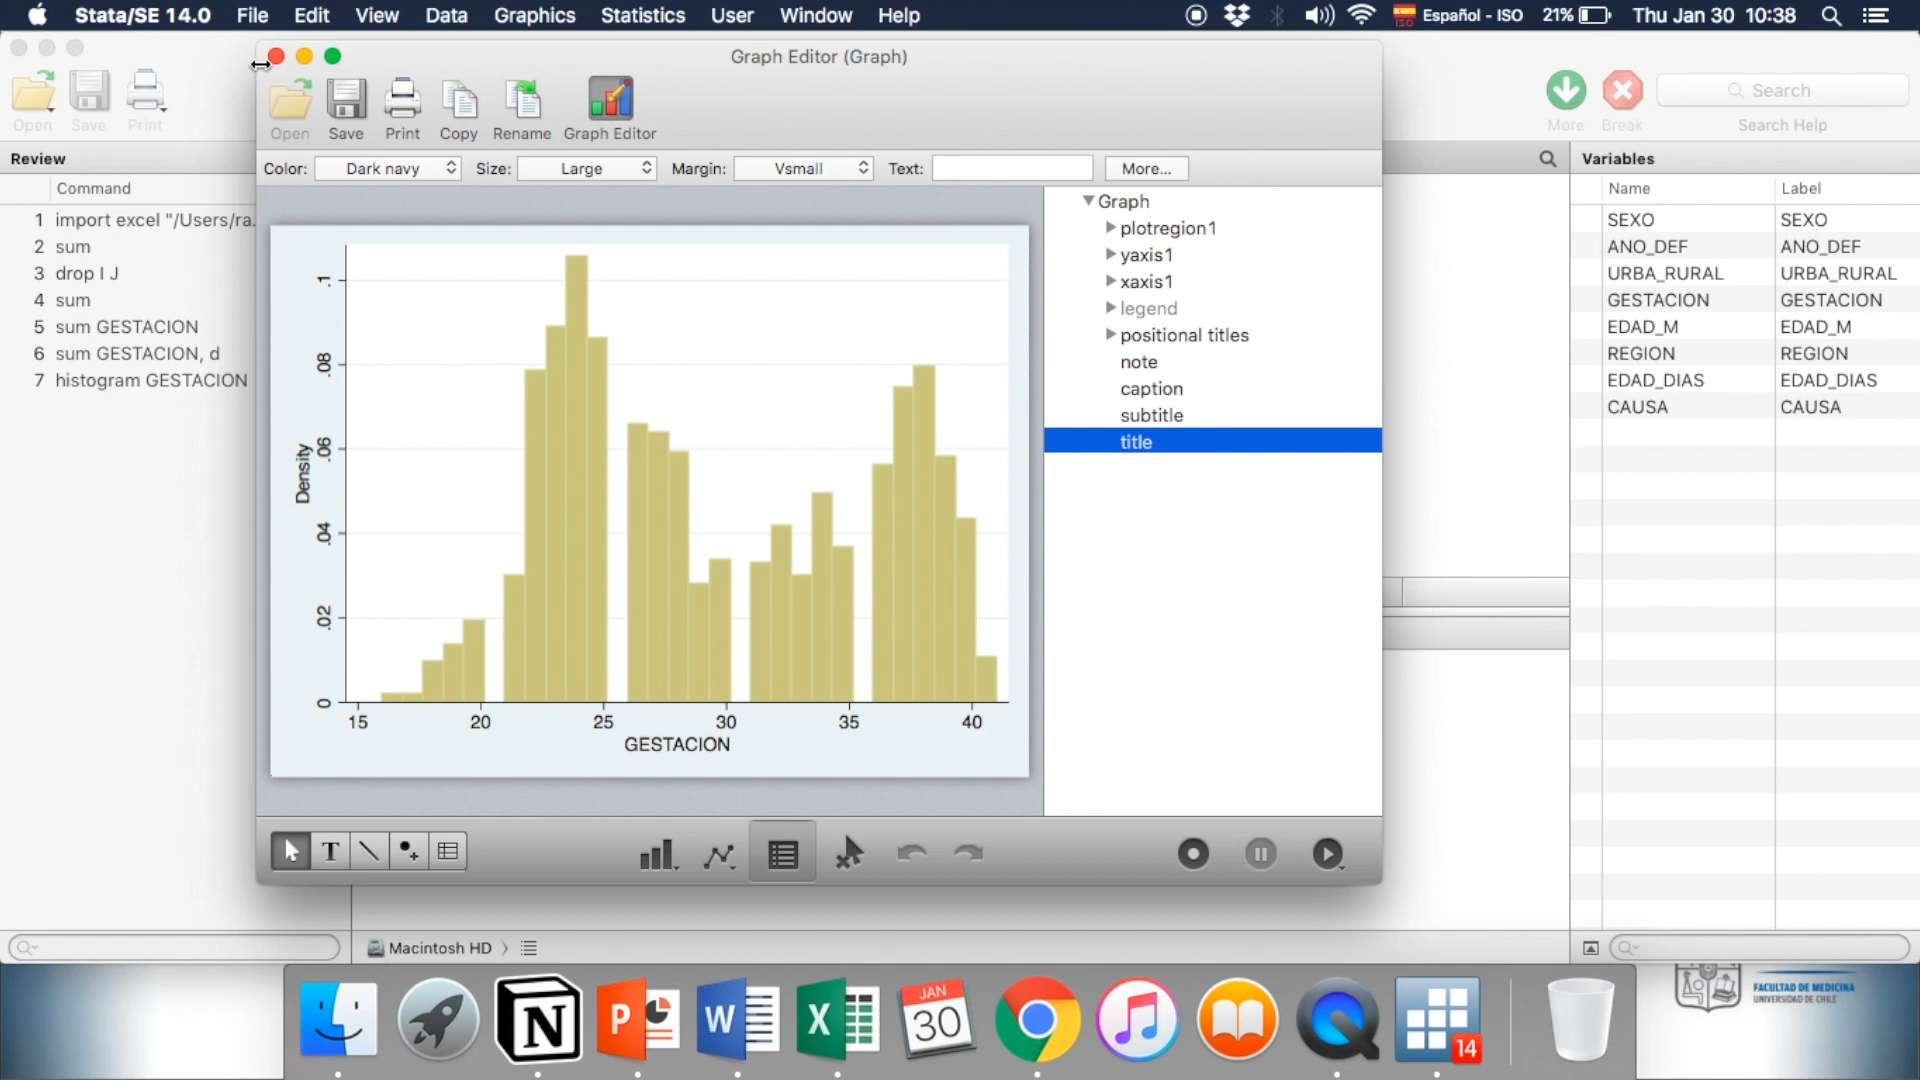 Stata/SE 14.0 File Edit View Data Graphics Statistics User Window Help Español - ISO 21% Thu Jan 30 10:38
Graph Editor (Graph)
Open Save Print
Open Save Print Copy Rename Graph Editor
More Break Search
Search Help
Color: Dark navy Size: Large Margin: Vsmall Text: More...
Review
Command
1 import excel "/Users/ra.
2 sum
3 drop I J
4 sum
5 sum GESTACION
6 sum GESTACION, d
7 histogram GESTACION
Density
.1
.08
.06
.04
.02
0
15 20 25 30 35 40
GESTACION
Graph
plotregion1
yaxis1
xaxis1
legend
positional titles
note
caption
subtitle
title
Variables
Name Label
SEXO SEXO
ANO_DEF ANO_DEF
URBA_RURAL URBA_RURAL
GESTACION GESTACION
EDAD_M EDAD_M
REGION REGION
EDAD_DIAS EDAD_DIAS
CAUSA CAUSA
T
Macintosh HD
N P W X JAN 30 14
FACULTAD DE MEDICINA
UNIVERSIDAD DE CHILE